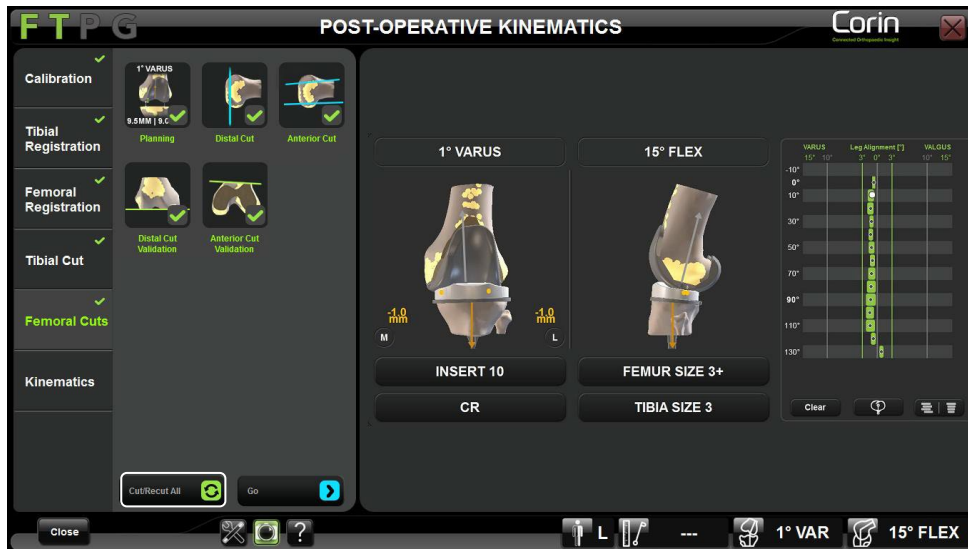 FTPG
POST-OPERATIVE KINEMATICS
Corin
Connected Orthopaedic Insight
Calibration
Tibial
Registration
Femoral
Registration
Tibial Cut
Femoral Cuts
Kinematics
1° VARUS
Planning
Distal Cut
Anterior Cut
Distal Cut
Validation
Anterior Cut
Validation
Cut/Recut All
Go
1° VARUS
-1.0
mm
-1.0
mm
M
L
INSERT 10
CR
15° FLEX
FEMUR SIZE 3+
TIBIA SIZE 3
VARUS Leg Alignment [°] VALGUS
15° 10° 3° 0° 3° 10° 15°
-10°
0°
10°
30°
50°
70°
90°
110°
130°
Clear
Close
?
L
---
1° VAR
15° FLEX